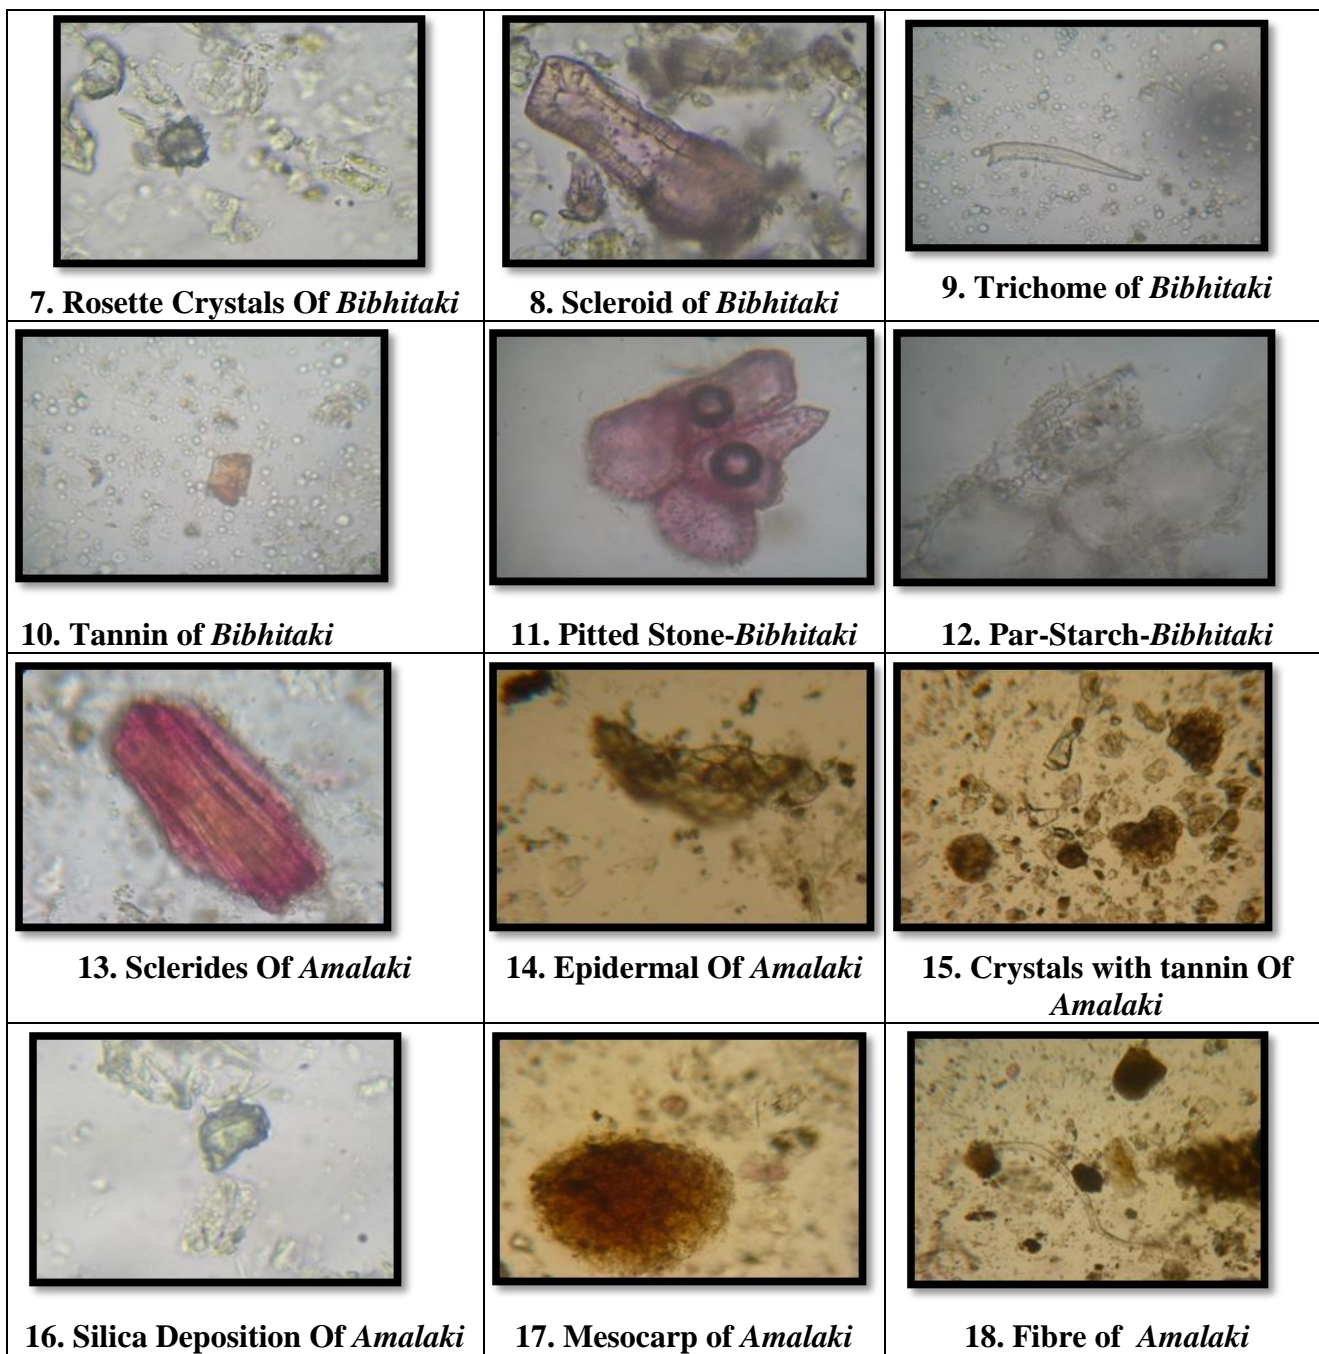 7. Rosette Crystals Of Bibhitaki
8. Scleroid of Bibhitaki
9. Trichome of Bibhitaki
10. Tannin of Bibhitaki
11. Pitted Stone-Bibhitaki
12. Par-Starch-Bibhitaki
13. Sclerides Of Amalaki
14. Epidermal Of Amalaki
15. Crystals with tannin Of
Amalaki
16. Silica Deposition Of Amalaki
17. Mesocarp of Amalaki
18. Fibre of Amalaki